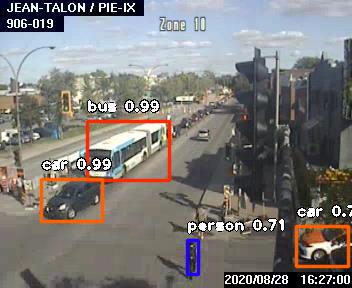 JEAN-TALON / PIE-IX
906-019
Zone 10
bus 0.99
car 0.99
person 0.71
car 0.7
2020/08/28 16:27:00